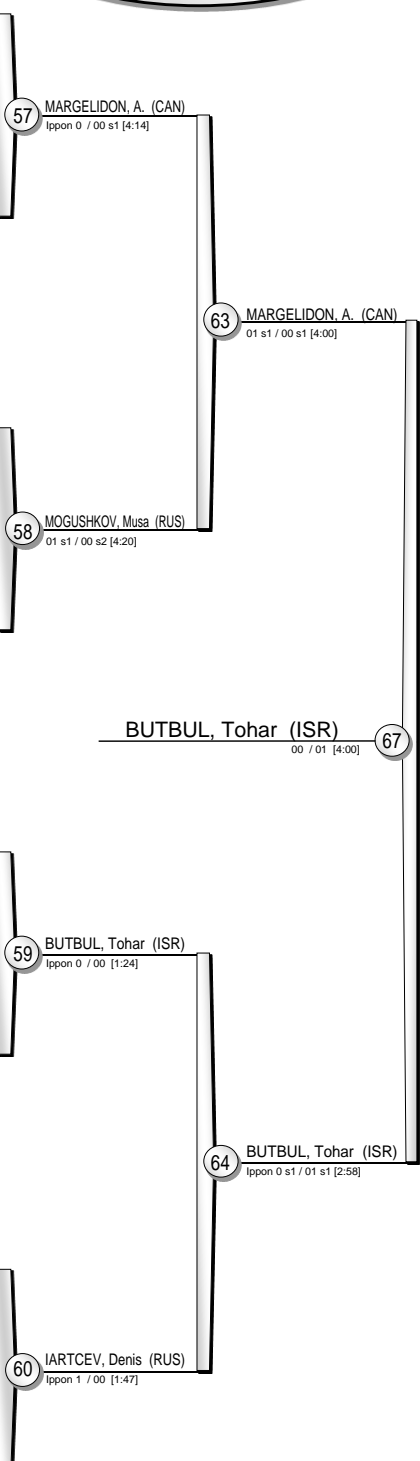 57
MARGELIDON, A. (CAN)
Ippon 0 / 00 s1 [4:14]
63
MARGELIDON, A. (CAN)
01 s1 / 00 s1 [4:00]
58
MOGUSHKOV, Musa (RUS)
01 s1 / 00 s2 [4:20]
BUTBUL, Tohar (ISR)
00 / 01 [4:00]
67
59
BUTBUL, Tohar (ISR)
Ippon 0 / 00 [1:24]
64
BUTBUL, Tohar (ISR)
Ippon 0 s1 / 01 s1 [2:58]
60
IARTCEV, Denis (RUS)
Ippon 1 / 00 [1:47]